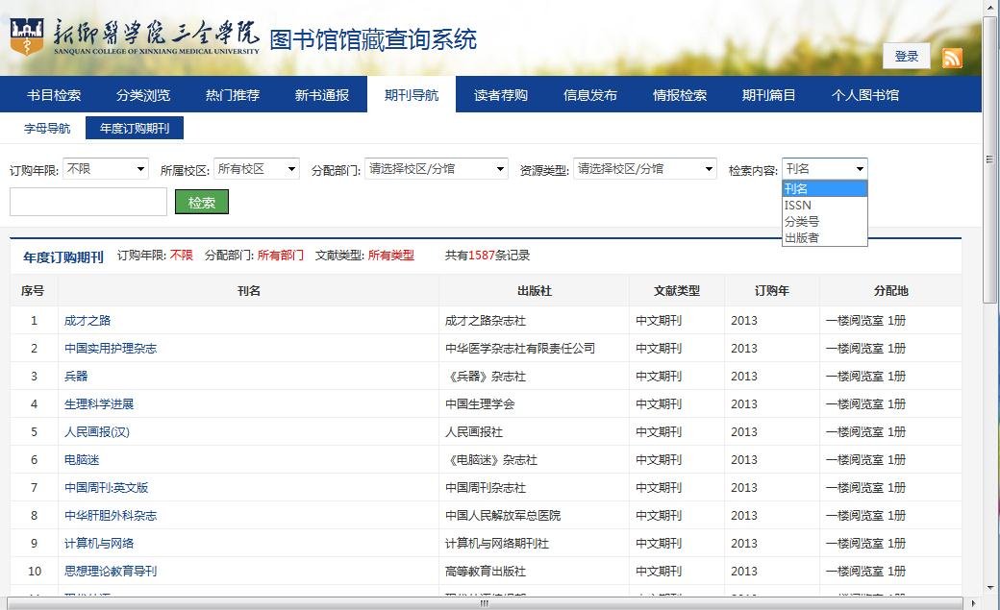 新乡医学院三全学院
SANQUAN COLLEGE OF XINXIANG MEDICAL UNIVERSITY
图书馆馆藏查询系统
登录
书目检索 分类浏览 热门推荐 新书通报 期刊导航 读者荐购 信息发布 情报检索 期刊篇目 个人图书馆
字母导航 年度订购期刊
订购年限: 不限 所属校区: 所有校区 分配部门: 请选择校区/分馆 资源类型: 请选择校区/分馆 检索内容: 刊名
刊名
ISSN
分类号
出版者
检索
年度订购期刊 订购年限: 不限 分配部门: 所有部门 文献类型: 所有类型 共有1587条记录
序号 刊名 出版社 文献类型 订购年 分配地
1 成才之路 成才之路杂志社 中文期刊 2013 一楼阅览室 1册
2 中国实用护理杂志 中华医学杂志社有限责任公司 中文期刊 2013 一楼阅览室 1册
3 兵器 《兵器》杂志社 中文期刊 2013 一楼阅览室 1册
4 生理科学进展 中国生理学会 中文期刊 2013 一楼阅览室 1册
5 人民画报(汉) 人民画报社 中文期刊 2013 一楼阅览室 1册
6 电脑迷 《电脑迷》杂志社 中文期刊 2013 一楼阅览室 1册
7 中国周刊:英文版 中国周刊杂志社 中文期刊 2013 一楼阅览室 1册
8 中华肝胆外科杂志 中国人民解放军总医院 中文期刊 2013 一楼阅览室 1册
9 计算机与网络 计算机与网络期刊社 中文期刊 2013 一楼阅览室 1册
10 思想理论教育导刊 高等教育出版社 中文期刊 2013 一楼阅览室 1册